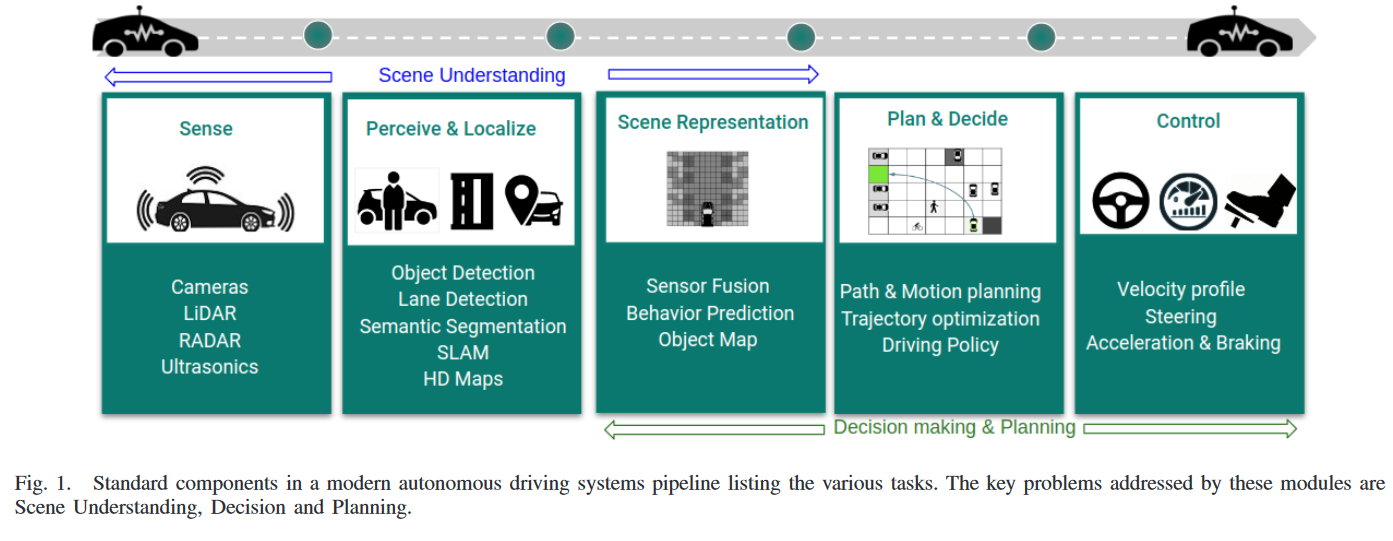 Scene Understanding
Sense
Cameras
LiDAR
RADAR
Ultrasonics
Perceive & Localize
Object Detection
Lane Detection
Semantic Segmentation
SLAM
HD Maps
Scene Representation
Sensor Fusion
Behavior Prediction
Object Map
Plan & Decide
Path & Motion planning
Trajectory optimization
Driving Policy
Control
Velocity profile
Steering
Acceleration & Braking
Decision making & Planning
Fig. 1. Standard components in a modern autonomous driving systems pipeline listing the various tasks. The key problems addressed by these modules are
Scene Understanding, Decision and Planning.